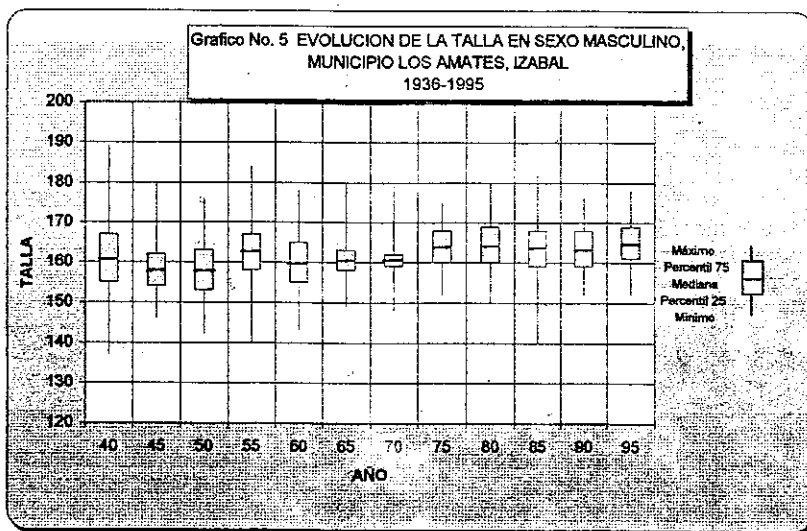 Grafico No. 5 EVOLUCION DE LA TALLA EN SEXO MASCULINO,
MUNICIPIO LOS AMATES, IZABAL
1936-1995
200
190
180
170
160
150
140
130
120
TALLA
40 45 50 55 60 65 70 75 80 85 90 95
AÑO
Máximo
Percentil 75
Mediana
Percentil 25
Mínimo